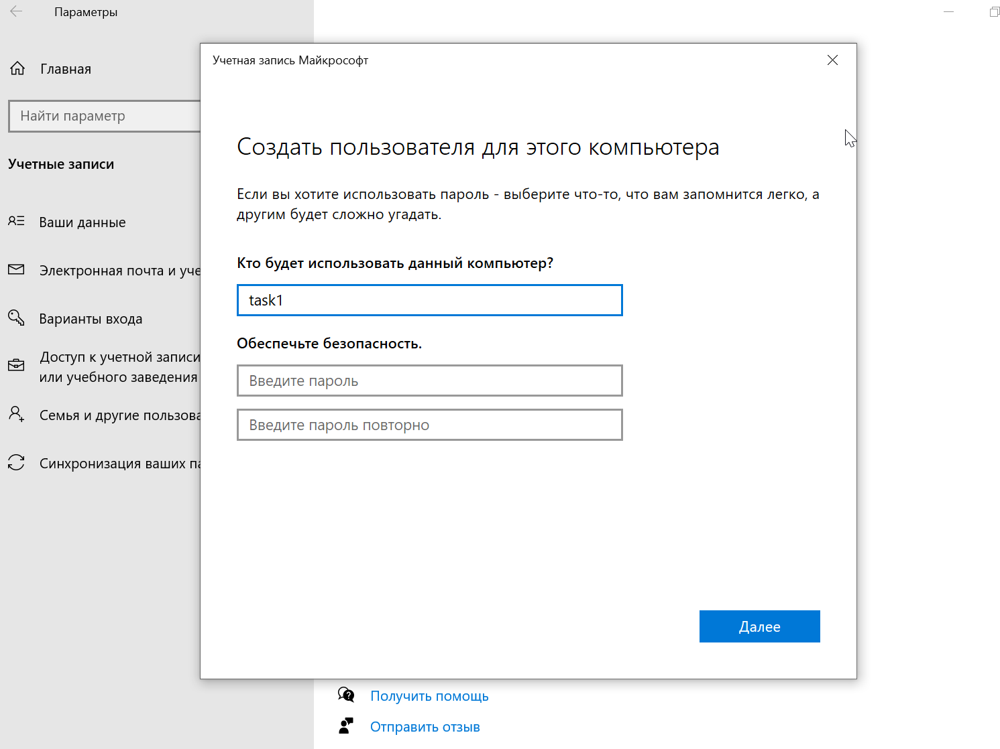 Параметры
Главная
Найти параметр
Учетные записи
Ваши данные
Электронная почта и уче
Варианты входа
Доступ к учетной записи
или учебного заведения
Семья и другие пользова
Синхронизация ваших па
Учетная запись Майкрософт
Создать пользователя для этого компьютера
Если вы хотите использовать пароль - выберите что-то, что вам запомнится легко, а
другим будет сложно угадать.
Кто будет использовать данный компьютер?
task1
Обеспечьте безопасность.
Введите пароль
Введите пароль повторно
Далее
Получить помощь
Отправить отзыв